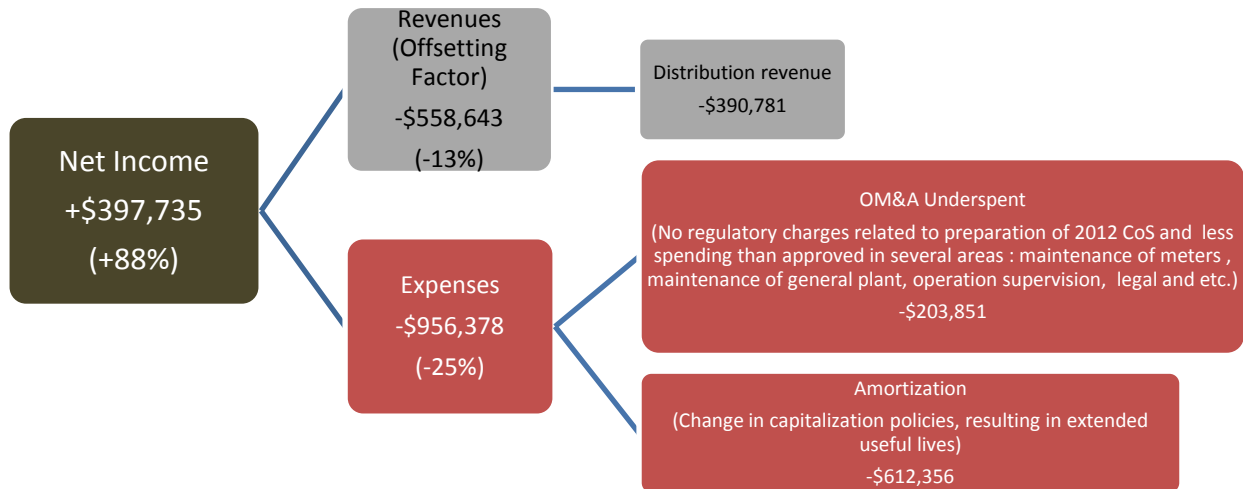 Net Income
+$397,735
(+88%)
Revenues
(Offsetting
Factor)
-$558,643
(-13%)
Distribution revenue
-$390,781
Expenses
-$956,378
(-25%)
OM&A Underspent
(No regulatory charges related to preparation of 2012 CoS and less
spending than approved in several areas : maintenance of meters ,
maintenance of general plant, operation supervision, legal and etc.)
-$203,851
Amortization
(Change in capitalization policies, resulting in extended
useful lives)
-$612,356